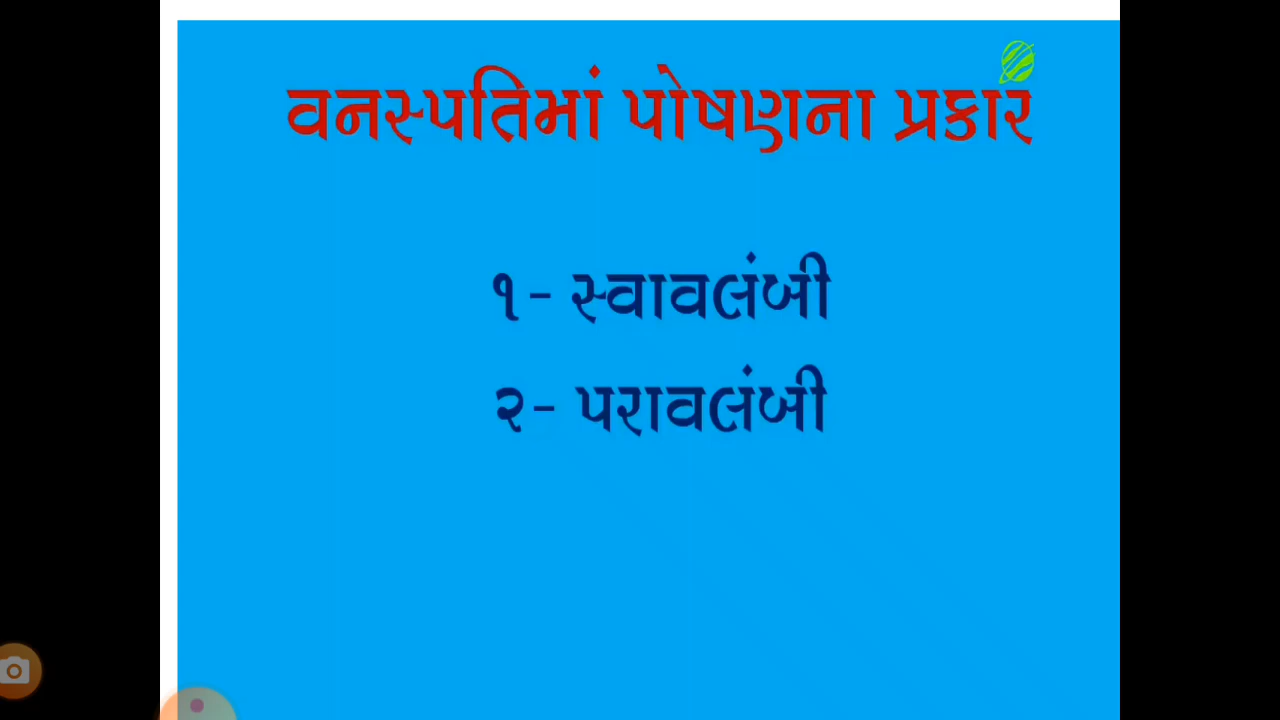 વનસ્પતિમાં પોષણના પ્રકાર
૧- સ્વાવલંબી
૨- પરાવલંબી